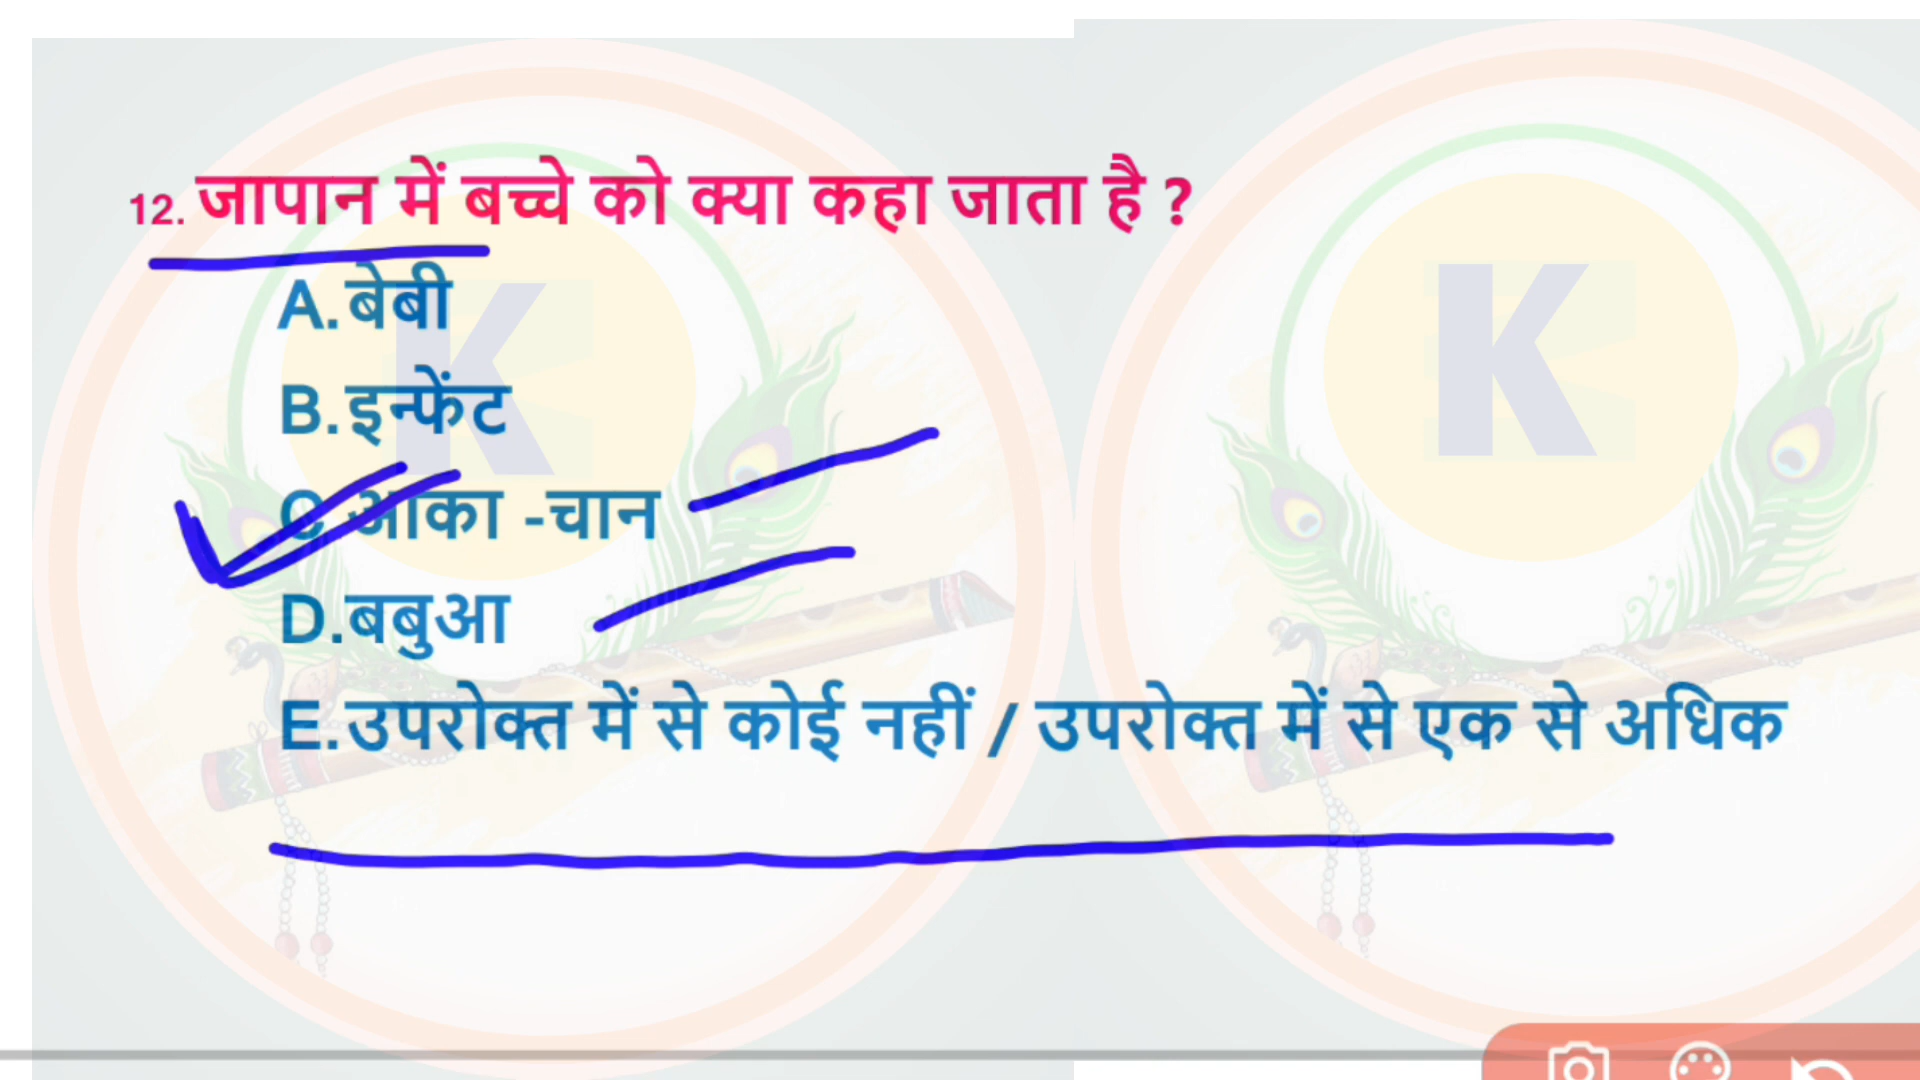 12. जापान में बच्चे को क्या कहा जाता है ?
A.बेबी
B.इन्फेंट
C आका -चान
D.बबुआ
E.उपरोक्त में से कोई नहीं / उपरोक्त में से एक से अधिक
K
K